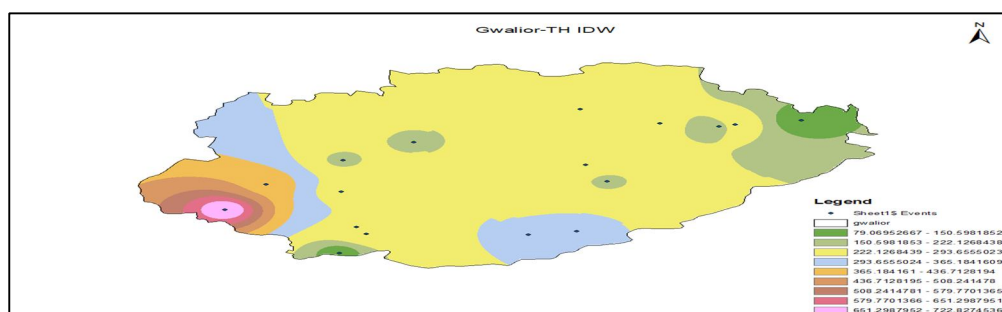 Gwalior-TH IDW
N
Legend
Sheet1$ Events
gwalior
79.06952667 - 150.5981852
150.5981853 - 222.1268438
222.1268439 - 293.6555023
293.6555024 - 365.1841609
365.184161 - 436.7128194
436.7128195 - 508.241478
508.2414781 - 579.7701365
579.7701366 - 651.2987951
651.2987952 - 722.8274536